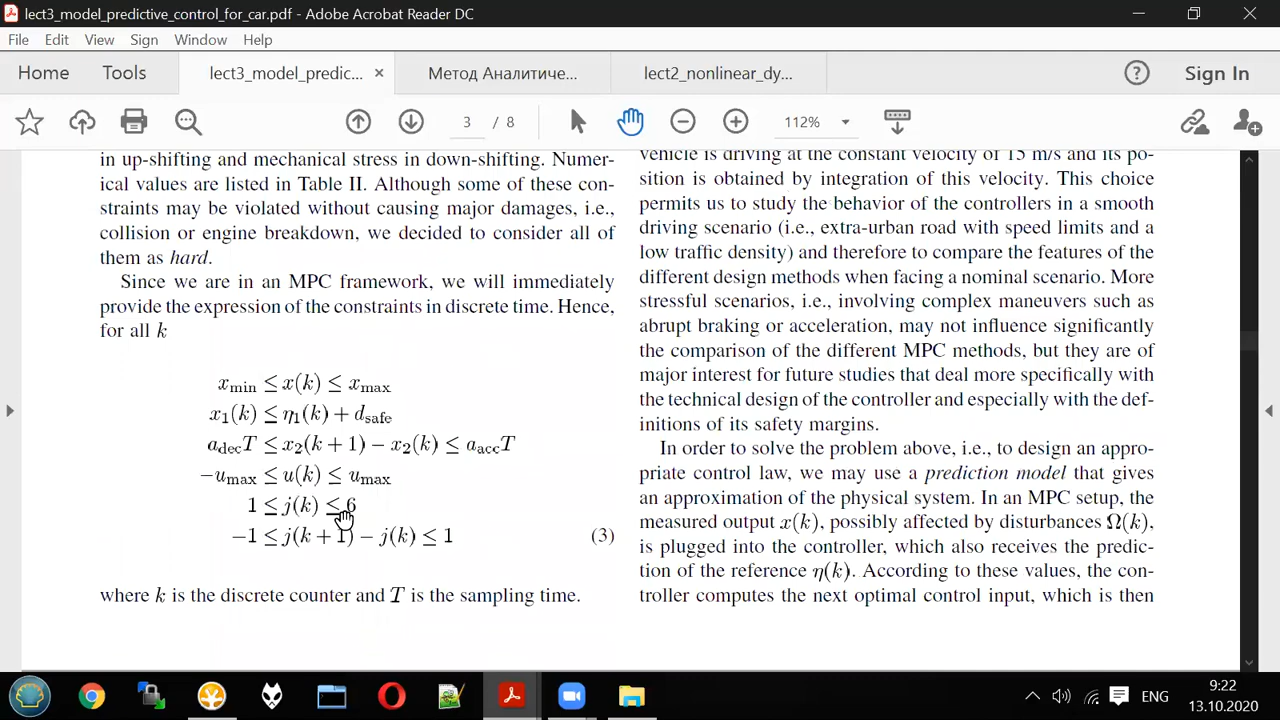 lect3_model_predictive_control_for_car.pdf - Adobe Acrobat Reader DC
File Edit View Sign Window Help
Home Tools lect3_model_predic... × Метод Аналитиче... lect2_nonlinear_dy... Sign In
3 / 8 112%
in up-shifting and mechanical stress in down-shifting. Numer-
ical values are listed in Table II. Although some of these con-
straints may be violated without causing major damages, i.e.,
collision or engine breakdown, we decided to consider all of
them as hard.
Since we are in an MPC framework, we will immediately
provide the expression of the constraints in discrete time. Hence,
for all k
x_min ≤ x(k) ≤ x_max
x₁(k) ≤ η₁(k) + d_safe
a_dec T ≤ x₂(k+1) − x₂(k) ≤ a_acc T
−u_max ≤ u(k) ≤ u_max
1 ≤ j(k) ≤ 6
−1 ≤ j(k+1) − j(k) ≤ 1 (3)
where k is the discrete counter and T is the sampling time.
vehicle is driving at the constant velocity of 15 m/s and its po-
sition is obtained by integration of this velocity. This choice
permits us to study the behavior of the controllers in a smooth
driving scenario (i.e., extra-urban road with speed limits and a
low traffic density) and therefore to compare the features of the
different design methods when facing a nominal scenario. More
stressful scenarios, i.e., involving complex maneuvers such as
abrupt braking or acceleration, may not influence significantly
the comparison of the different MPC methods, but they are of
major interest for future studies that deal more specifically with
the technical design of the controller and especially with the def-
initions of its safety margins.
In order to solve the problem above, i.e., to design an appro-
priate control law, we may use a prediction model that gives
an approximation of the physical system. In an MPC setup, the
measured output x(k), possibly affected by disturbances Ω(k),
is plugged into the controller, which also receives the predic-
tion of the reference η(k). According to these values, the con-
troller computes the next optimal control input, which is then
ENG
9:22
13.10.2020